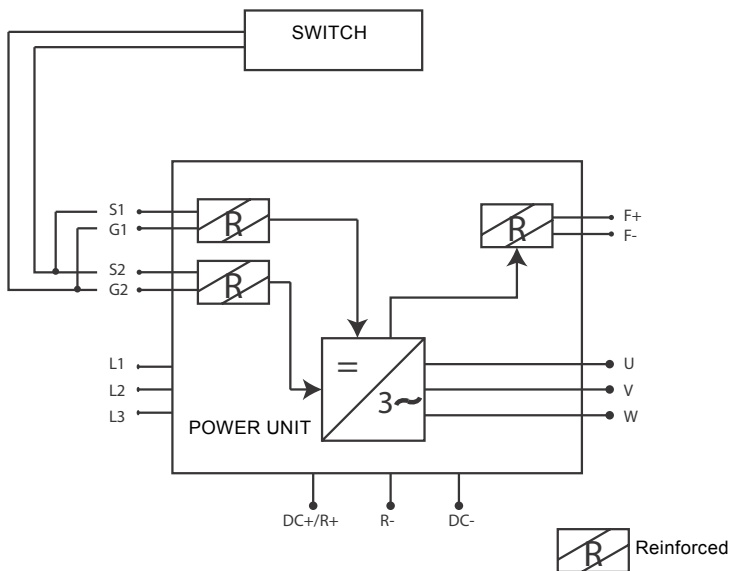 SWITCH
S1
R
G1
R
F+
F-
S2
R
G2
=
L1
U
L2
V
3~
L3
W
POWER UNIT
DC+/R+ R- DC-
R Reinforced